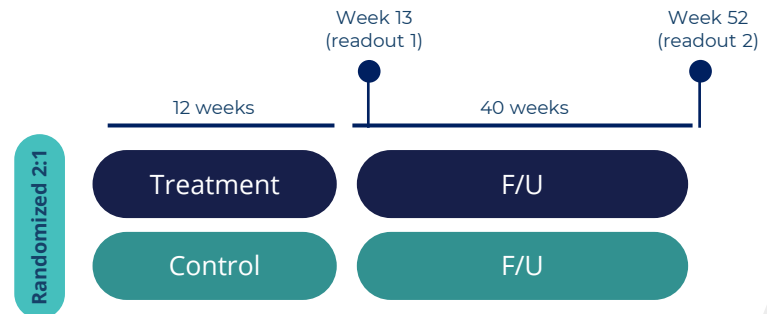 Week 13
(readout 1)
Week 52
(readout 2)
12 weeks
40 weeks
Randomized 2:1
Treatment
F/U
Control
F/U